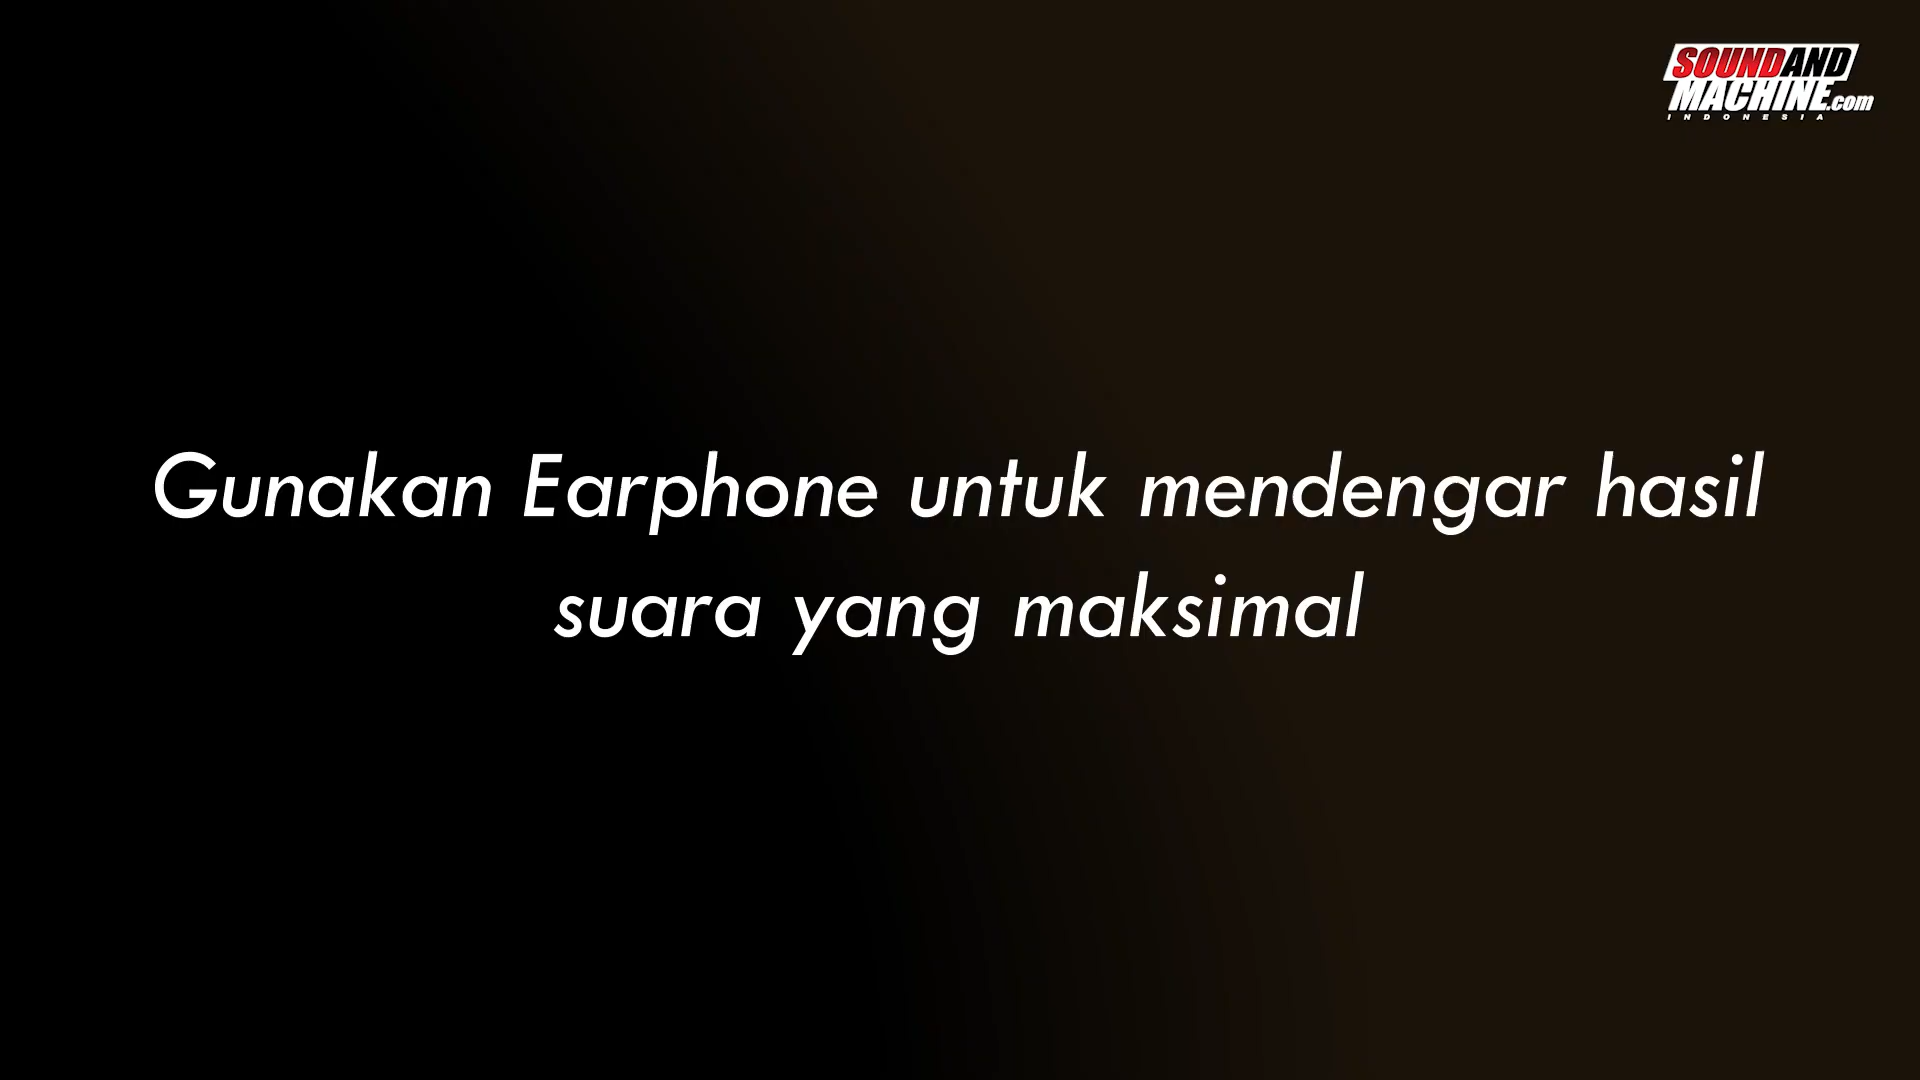 SOUNDAND
MACHINE.com
INDONESIA
Gunakan Earphone untuk mendengar hasil
suara yang maksimal